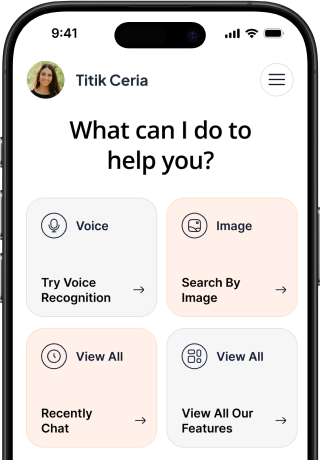 9:41
Titik Ceria
What can I do to
help you?
Voice
Try Voice
Recognition
Image
Search By
Image
View All
Recently
Chat
View All
View All Our
Features